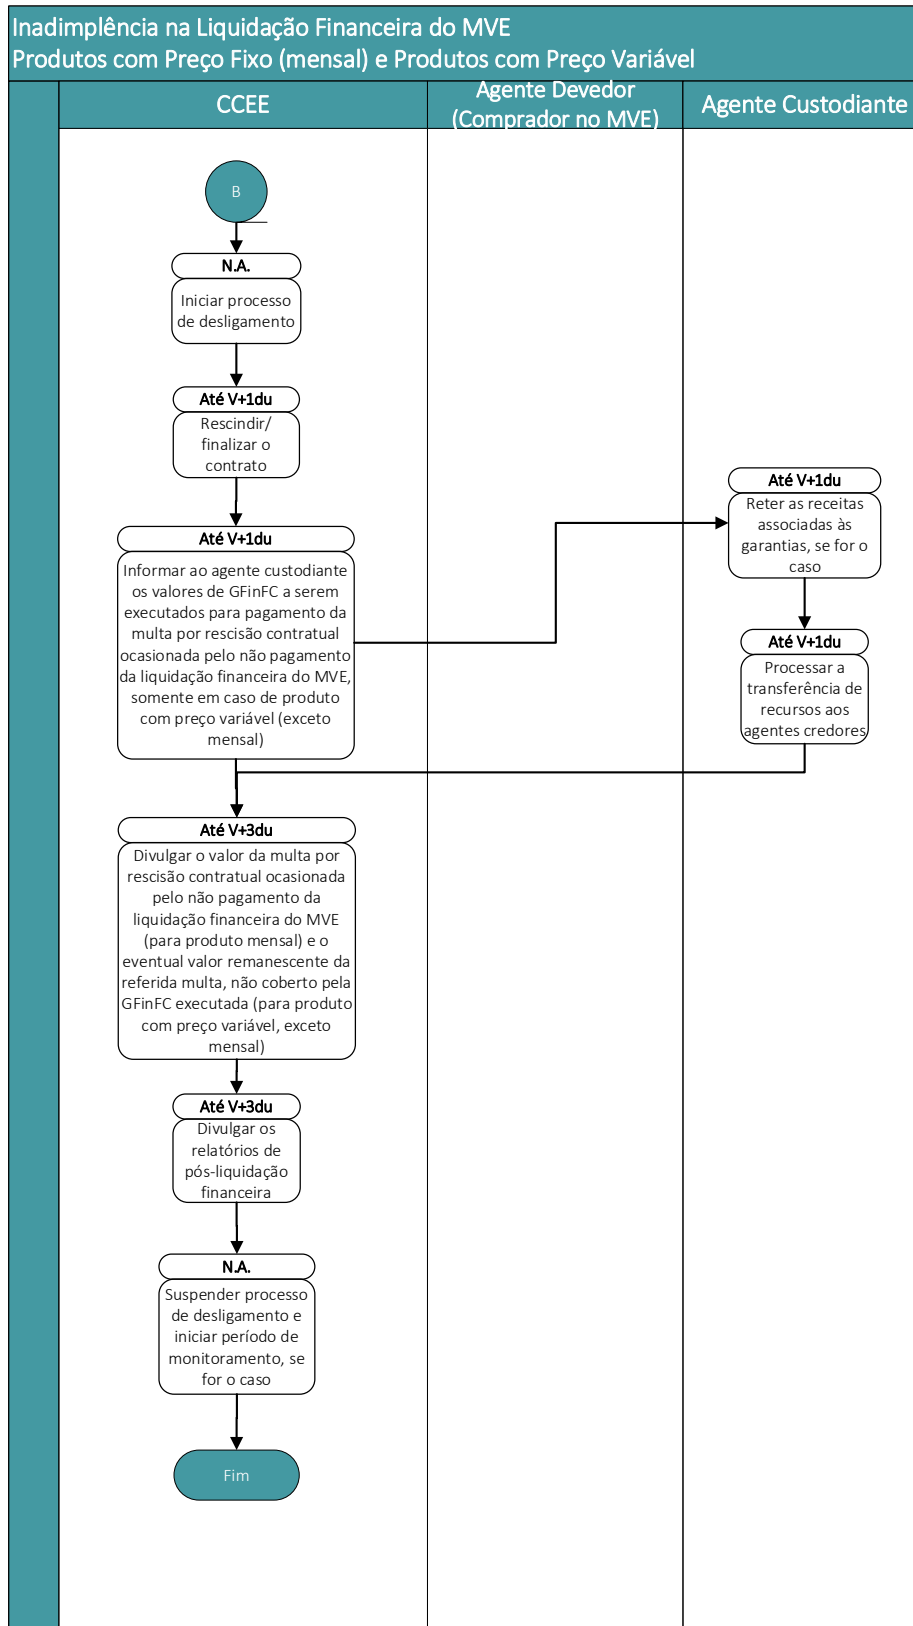 Inadimplência na Liquidação Financeira do MVE
Produtos com Preço Fixo (mensal) e Produtos com Preço Variável
CCEE
Agente Devedor
(Comprador no MVE)
Agente Custodiante
B
N.A.
Iniciar processo
de desligamento
Até V+1du
Rescindir/
finalizar o
contrato
Até V+1du
Informar ao agente custodiante
os valores de GFinFC a serem
executados para pagamento da
multa por rescisão contratual
ocasionada pelo não pagamento
da liquidação financeira do MVE,
somente em caso de produto
com preço variável (exceto
mensal)
Até V+1du
Reter as receitas
associadas às
garantias, se for o
caso
Até V+1du
Processar a
transferência de
recursos aos
agentes credores
Até V+3du
Divulgar o valor da multa por
rescisão contratual ocasionada
pelo não pagamento da
liquidação financeira do MVE
(para produto mensal) e o
eventual valor remanescente da
referida multa, não coberto pela
GFinFC executada (para produto
com preço variável, exceto
mensal)
Até V+3du
Divulgar os
relatórios de
pós-liquidação
financeira
N.A.
Suspender processo
de desligamento e
iniciar período de
monitoramento, se
for o caso
Fim